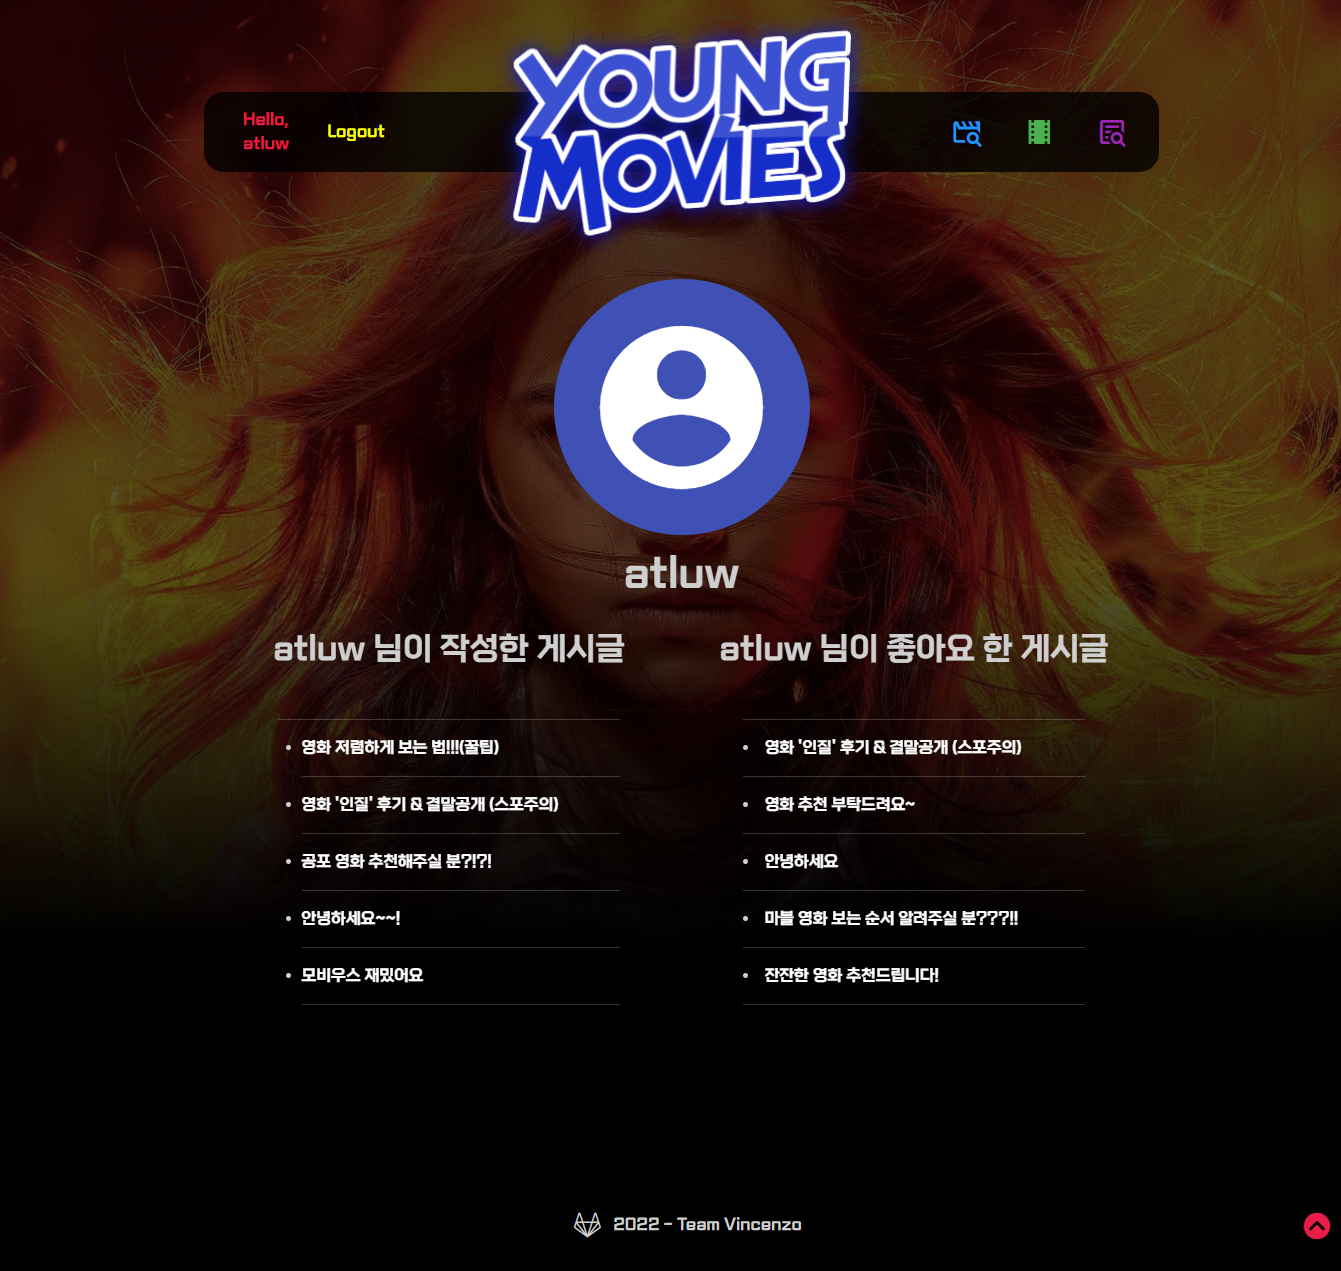 YOUNG
MOVIES
Hello,
atluw
Logout
atluw
atluw 님이 작성한 게시글
영화 저렴하게 보는 법!!!(꿀팁)
영화 '인질' 후기 & 결말공개 (스포주의)
공포 영화 추천해주실 분?!?!
안녕하세요~~!
모비우스 재밌어요
atluw 님이 좋아요 한 게시글
영화 '인질' 후기 & 결말공개 (스포주의)
영화 추천 부탁드려요~
안녕하세요
마블 영화 보는 순서 알려주실 분???!!
잔잔한 영화 추천드립니다!
2022 - Team Vincenzo